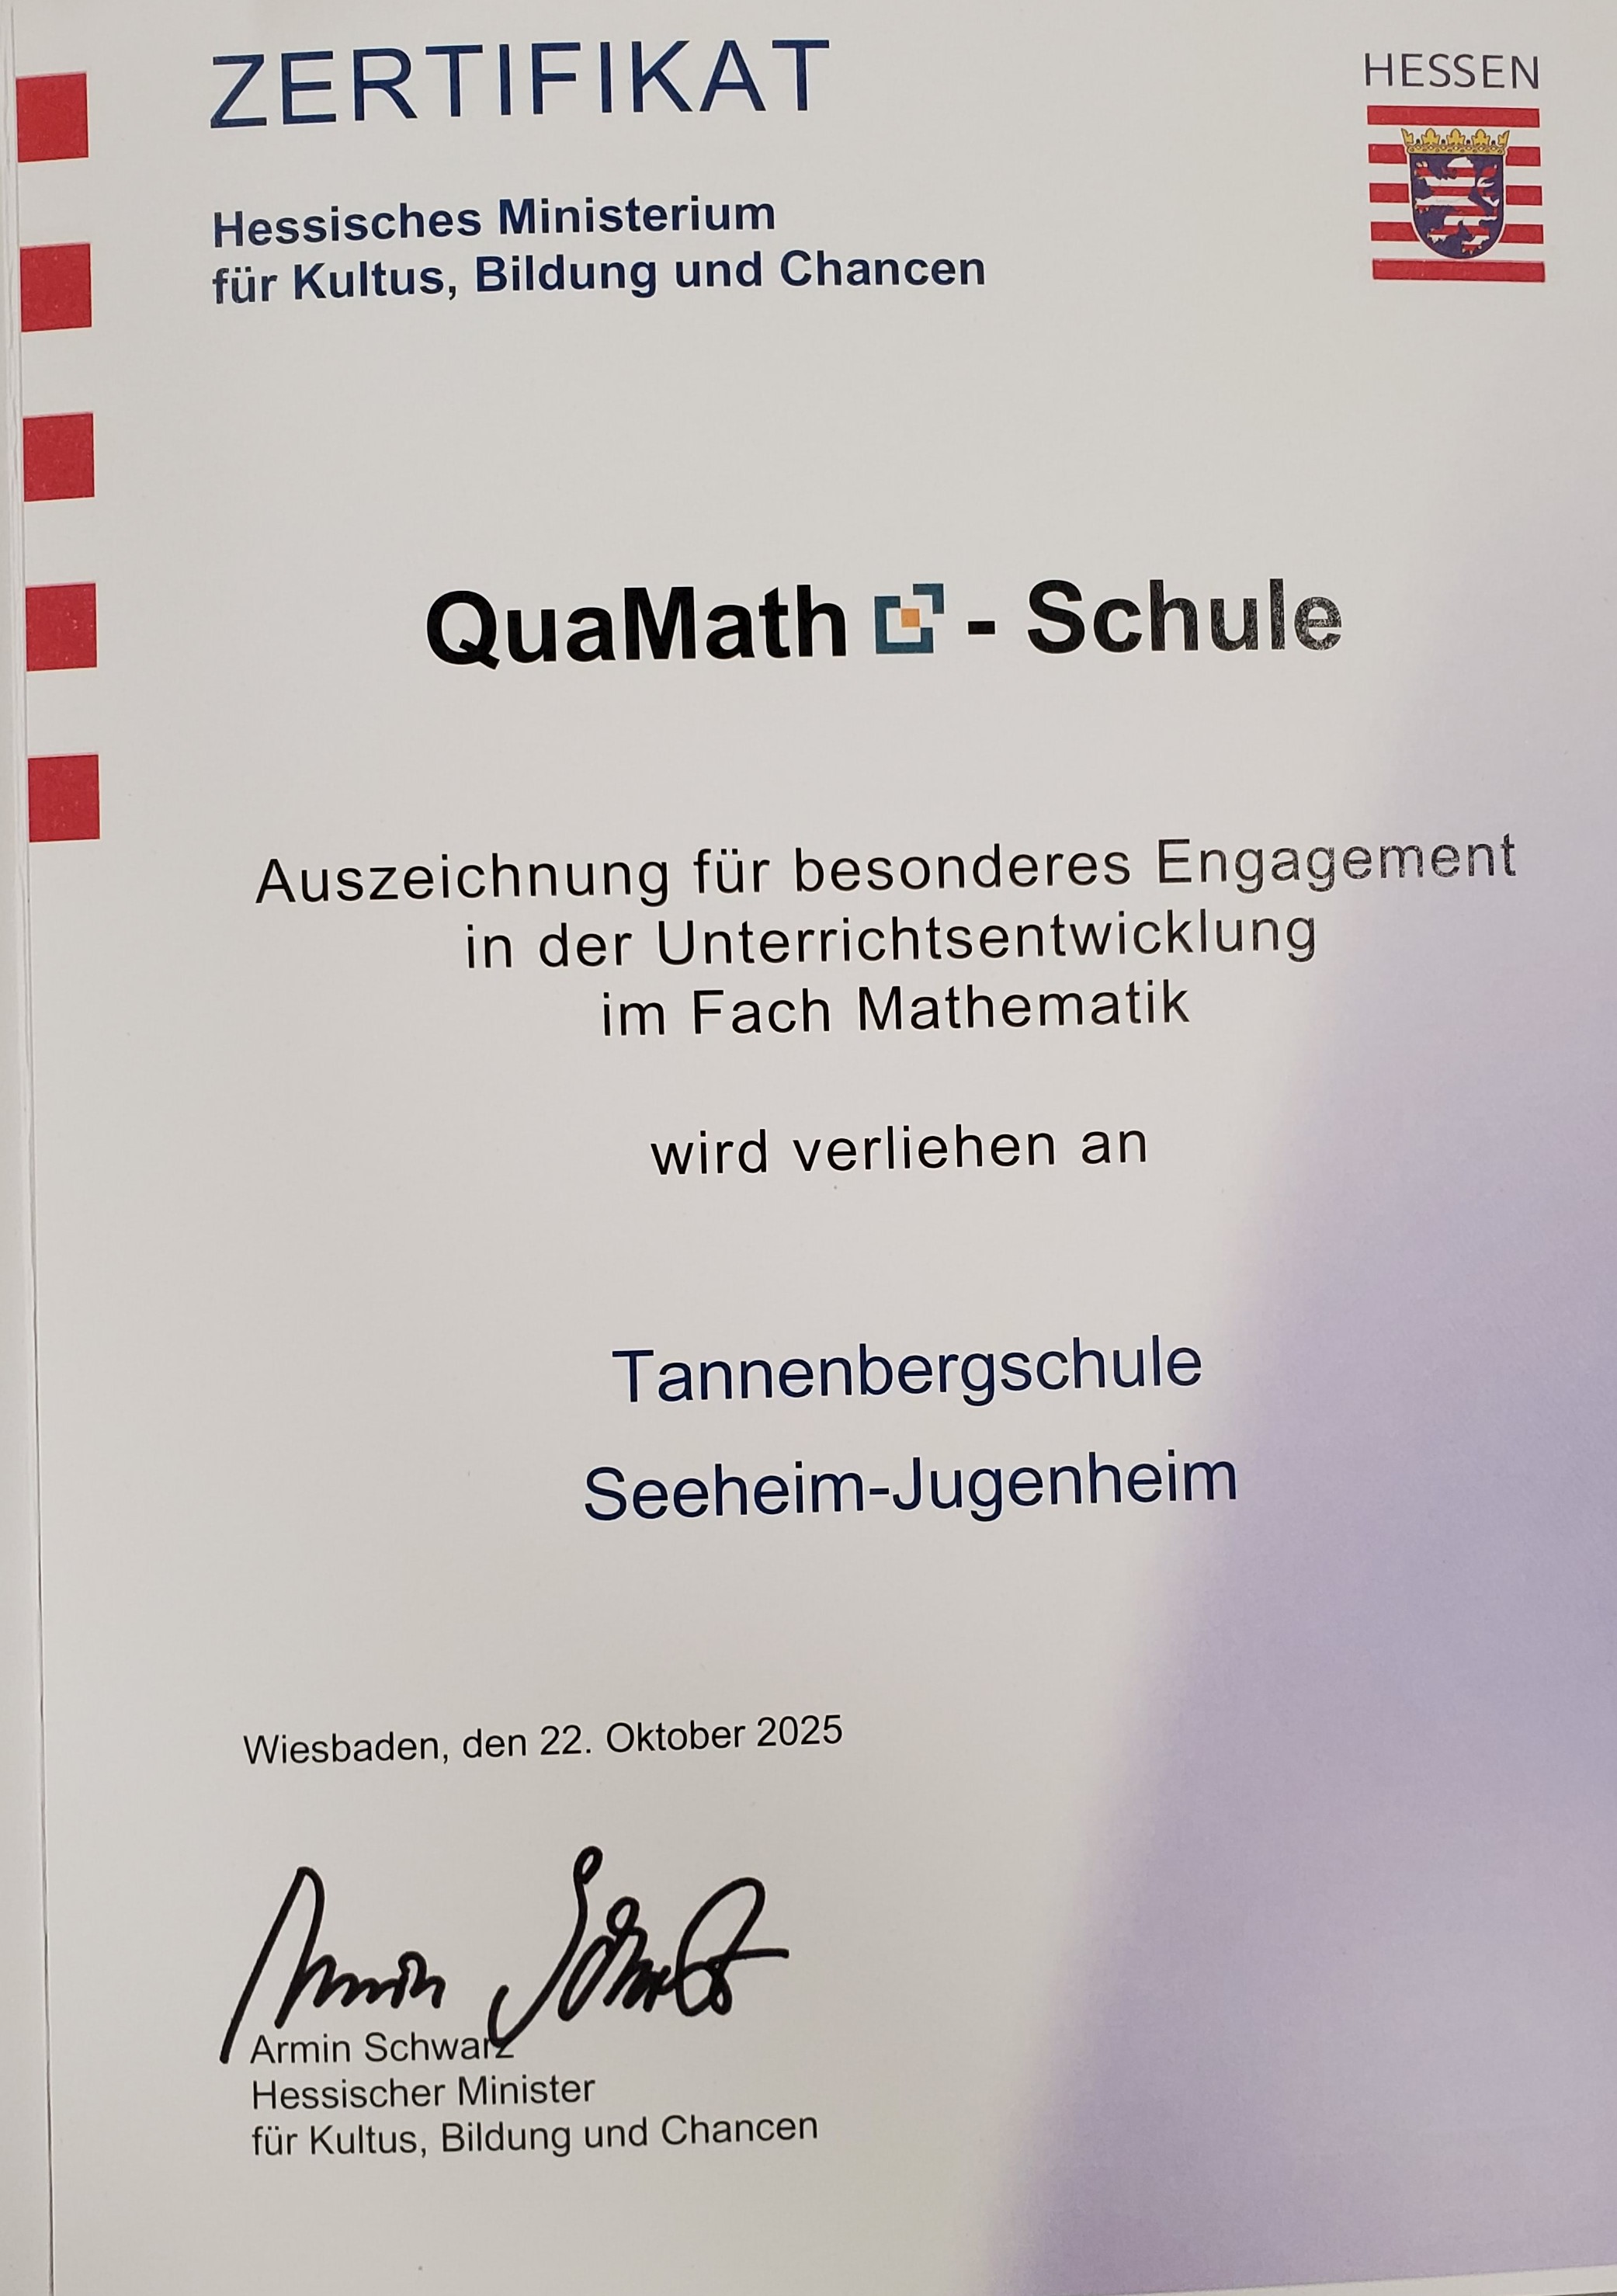 ZERTIFIKAT
HESSEN
Hessisches Ministerium
für Kultus, Bildung und Chancen
QuaMath - Schule
Auszeichnung für besonderes Engagement
in der Unterrichtsentwicklung
im Fach Mathematik
wird verliehen an
Tannenbergschule
Seeheim-Jugenheim
Wiesbaden, den 22. Oktober 2025
Armin Schwarz
Armin Schwarz
Hessischer Minister
für Kultus, Bildung und Chancen